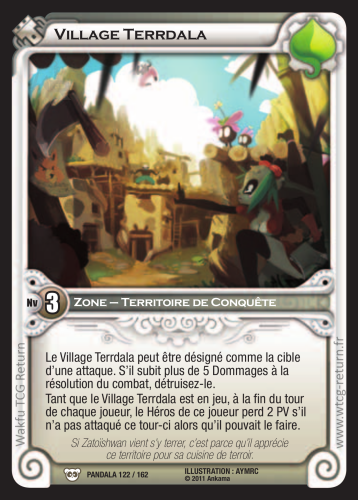 VILLAGE TERRDALA
Nv 3 ZONE – TERRITOIRE DE CONQUÊTE
Le Village Terrdala peut être désigné comme la cible
d'une attaque. S'il subit plus de 5 Dommages à la
résolution du combat, détruisez-le.
Tant que le Village Terrdala est en jeu, à la fin du tour
de chaque joueur, le Héros de ce joueur perd 2 PV s'il
n'a pas attaqué ce tour-ci alors qu'il pouvait le faire.
Si Zatoïshwan vient s'y terrer, c'est parce qu'il apprécie
ce territoire pour sa cuisine de terroir.
PANDALA 122 / 162
ILLUSTRATION : AYMRC
© 2011 Ankama
Wakfu TCG Return
www.wtcg-return.fr